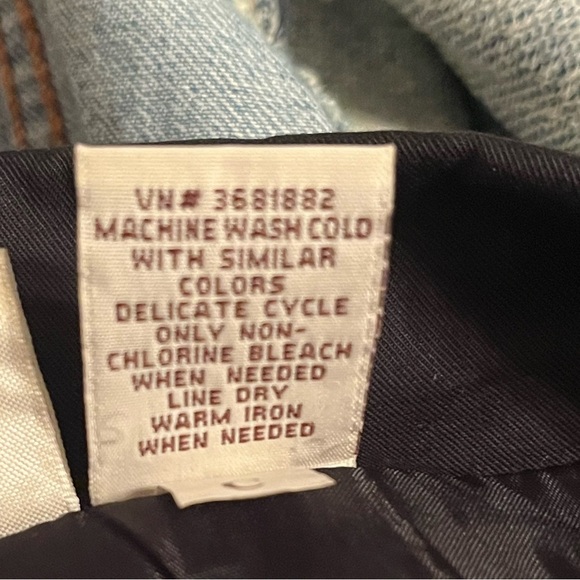 VN# 3681882
MACHINE WASH COLD
WITH SIMILAR
COLORS
DELICATE CYCLE
ONLY NON-
CHLORINE BLEACH
WHEN NEEDED
LINE DRY
WARM IRON
WHEN NEEDED